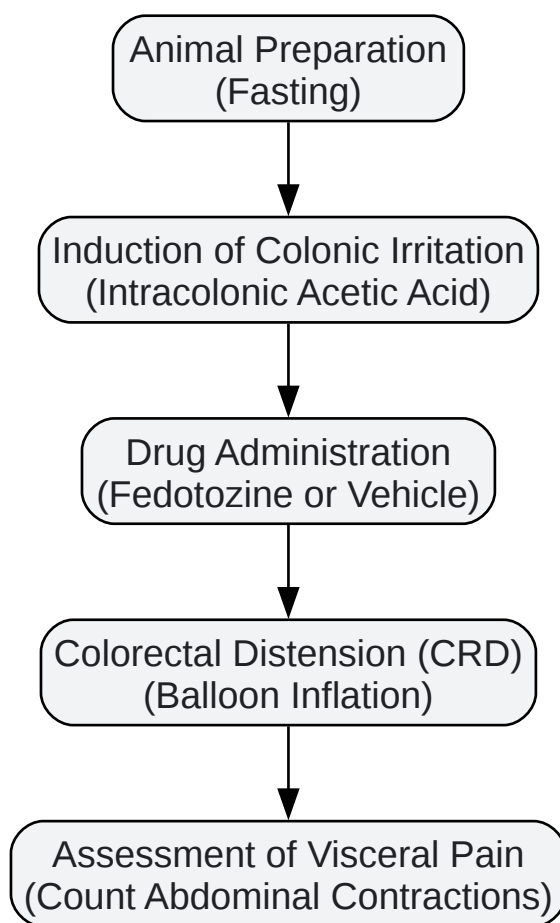 Animal Preparation
(Fasting)
Induction of Colonic Irritation
(Intracolonic Acetic Acid)
Drug Administration
(Fedotozine or Vehicle)
Colorectal Distension (CRD)
(Balloon Inflation)
Assessment of Visceral Pain
(Count Abdominal Contractions)